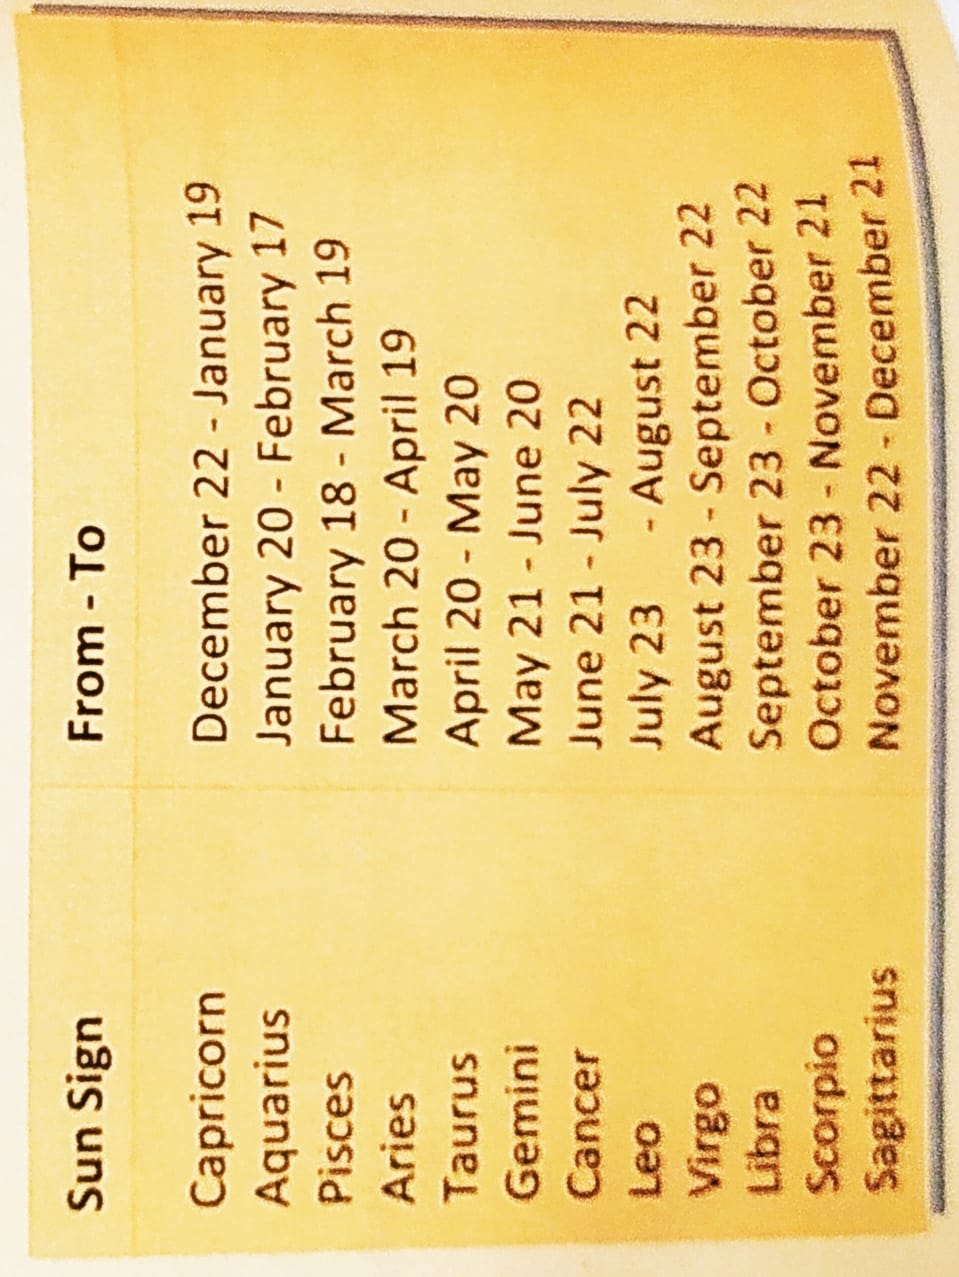 Sun Sign From - To
Capricorn December 22 - January 19
Aquarius January 20 - February 17
Pisces February 18 - March 19
Aries March 20 - April 19
Taurus April 20 - May 20
Gemini May 21 - June 20
Cancer June 21 - July 22
Leo July 23 - August 22
Virgo August 23 - September 22
Libra September 23 - October 22
Scorpio October 23 - November 21
Sagittarius November 22 - December 21